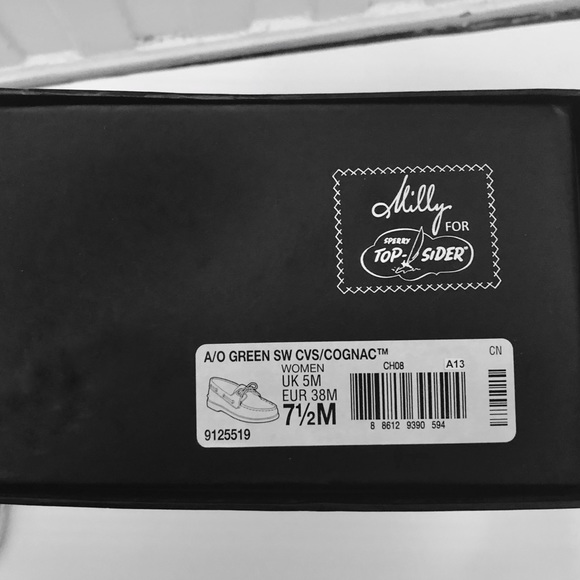 Milly
FOR
SPERRY
TOP-SIDER
A/O GREEN SW CVS/COGNAC™
WOMEN
UK 5M
EUR 38M
7½M
9125519
CH08
A13
CN
8 8612 9390 594